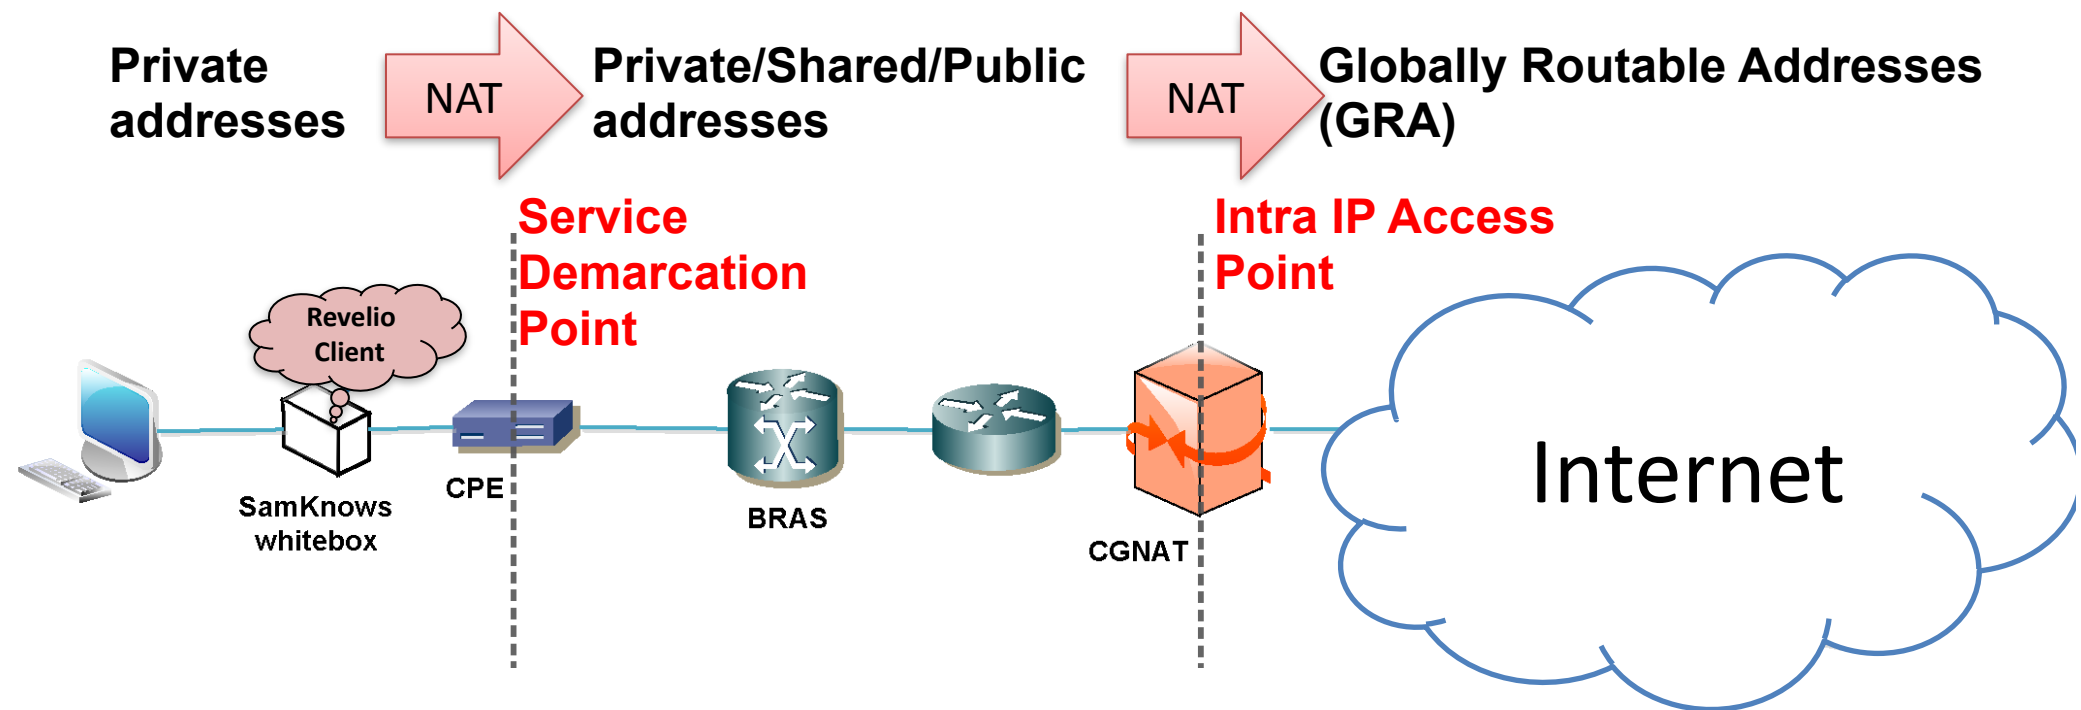 Private
addresses
NAT
Private/Shared/Public
addresses
NAT
Globally Routable Addresses
(GRA)
Service
Demarcation
Point
Intra IP Access
Point
Revelio
Client
SamKnows
whitebox
CPE
BRAS
CGNAT
Internet